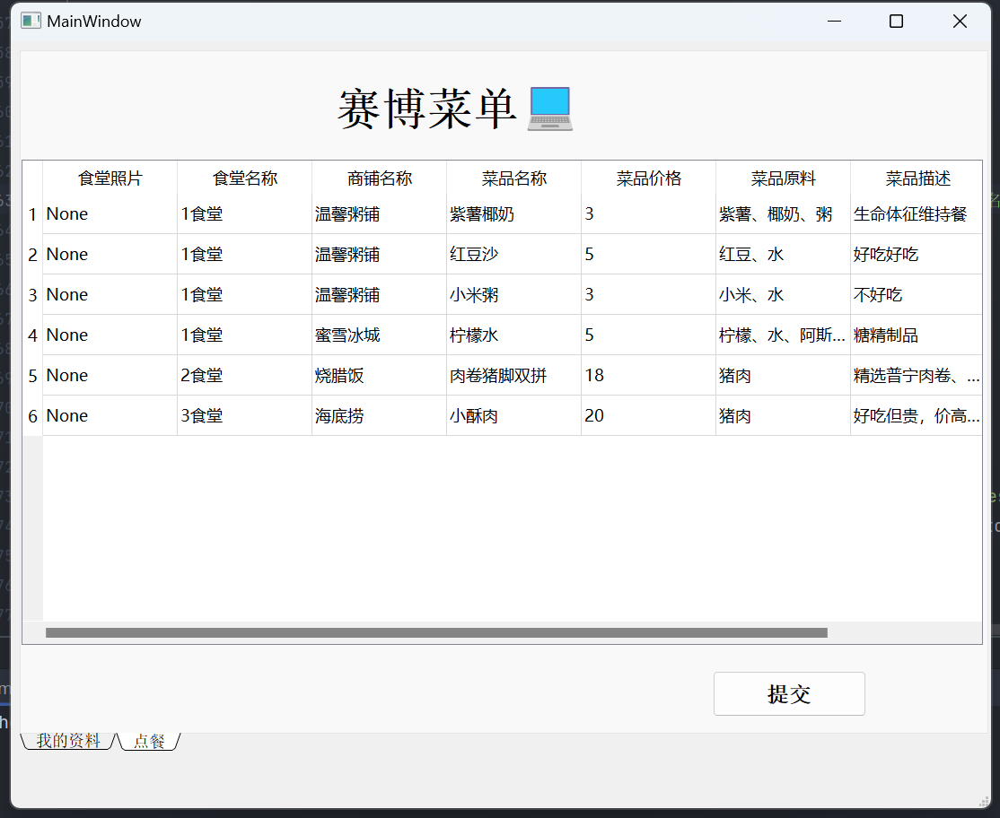 MainWindow
赛博菜单
食堂照片 食堂名称 商铺名称 菜品名称 菜品价格 菜品原料 菜品描述
1 None 1食堂 温馨粥铺 紫薯椰奶 3 紫薯、椰奶、粥 生命体征维持餐
2 None 1食堂 温馨粥铺 红豆沙 5 红豆、水 好吃好吃
3 None 1食堂 温馨粥铺 小米粥 3 小米、水 不好吃
4 None 1食堂 蜜雪冰城 柠檬水 5 柠檬、水、阿斯... 糖精制品
5 None 2食堂 烧腊饭 肉卷猪脚双拼 18 猪肉 精选普宁肉卷、...
6 None 3食堂 海底捞 小酥肉 20 猪肉 好吃但贵，价高...
提交
我的资料 点餐